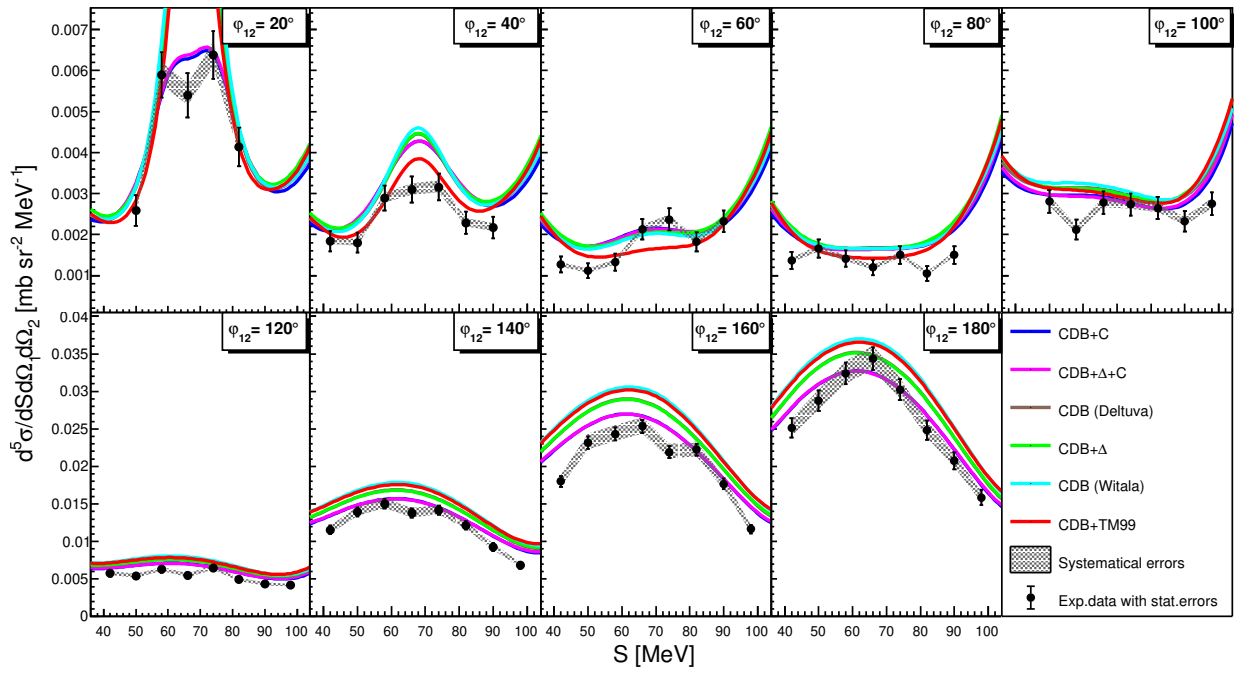 d⁵σ/dSdΩ₁dΩ₂ [mb sr⁻² MeV⁻¹]
0.007
0.006
0.005
0.004
0.003
0.002
0.001
φ₁₂= 20°
φ₁₂= 40°
φ₁₂= 60°
φ₁₂= 80°
φ₁₂= 100°
0.04
0.035
0.03
0.025
0.02
0.015
0.01
0.005
0
φ₁₂= 120°
φ₁₂= 140°
φ₁₂= 160°
φ₁₂= 180°
CDB+C
CDB+Δ+C
CDB (Deltuva)
CDB+Δ
CDB (Witala)
CDB+TM99
Systematical errors
Exp.data with stat.errors
40 50 60 70 80 90 100 40 50 60 70 80 90 100 40 50 60 70 80 90 100 40 50 60 70 80 90 100
S [MeV]